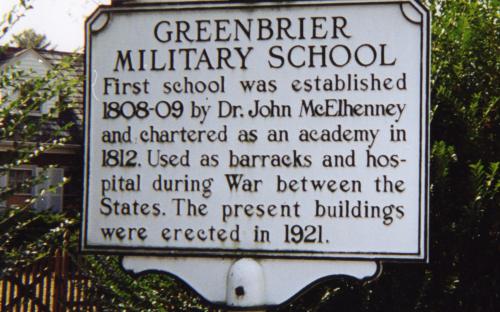 GREENBRIER
MILITARY SCHOOL
First school was established
1808-09 by Dr. John McElhenney
and chartered as an academy in
1812. Used as barracks and hos-
pital during War between the
States. The present buildings
were erected in 1921.